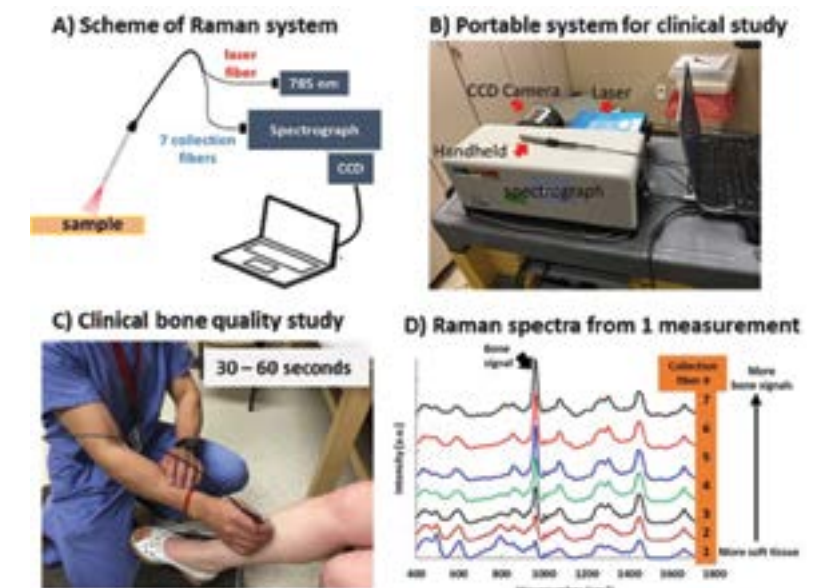 A) Scheme of Raman system
laser
fiber
785 nm
Spectrograph
7 collection
fibers
CCD
sample
B) Portable system for clinical study
CCD Camera
Laser
Handheld
spectrograph
C) Clinical bone quality study
30 – 60 seconds
D) Raman spectra from 1 measurement
Bone
signal
Collection
fiber #
More
bone signals
7
6
5
4
3
2
1
More soft tissue
Intensity (a.u.)
400 600 1000 1200 1400 1600 1800